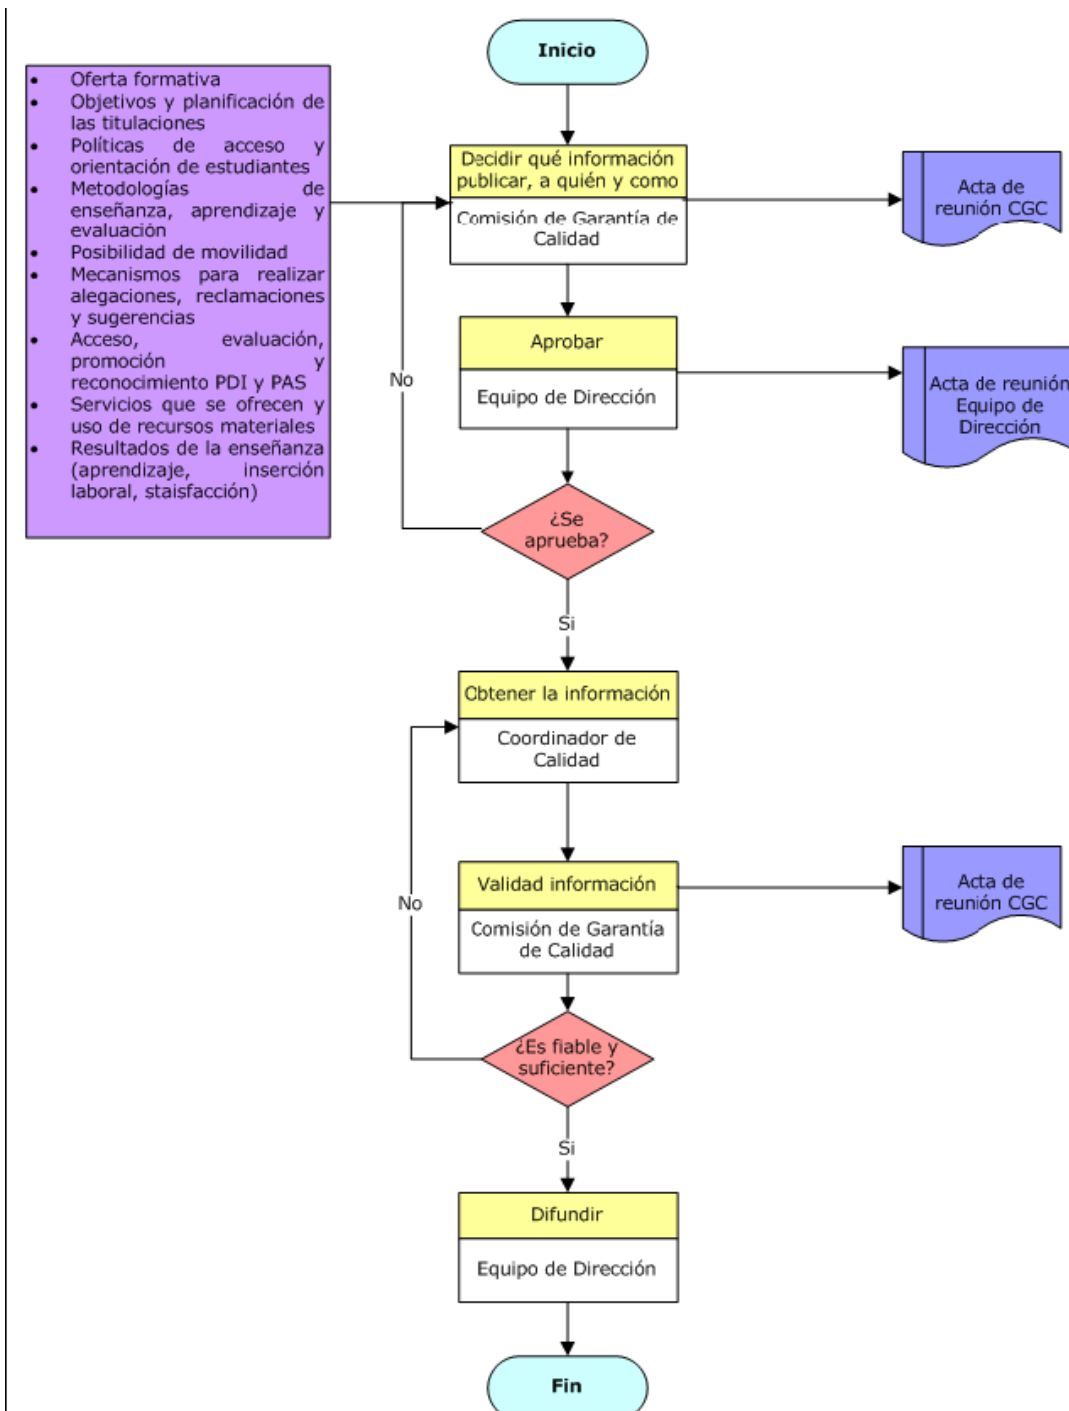 Inicio
• Oferta formativa
• Objetivos y planificación de
las titulaciones
• Políticas de acceso y
orientación de estudiantes
• Metodologías de
enseñanza, aprendizaje y
evaluación
• Posibilidad de movilidad
• Mecanismos para realizar
alegaciones, reclamaciones
y sugerencias
• Acceso, evaluación,
promoción y
reconocimiento PDI y PAS
• Servicios que se ofrecen y
uso de recursos materiales
• Resultados de la enseñanza
(aprendizaje, inserción
laboral, staisfacción)
Decidir qué información
publicar, a quién y como
Comisión de Garantía de
Calidad
Acta de
reunión CGC
Aprobar
Equipo de Dirección
Acta de reunión
Equipo de
Dirección
No
¿Se
aprueba?
Si
Obtener la información
Coordinador de
Calidad
Validad información
Comisión de Garantía
de Calidad
Acta de
reunión CGC
No
¿Es fiable y
suficiente?
Si
Difundir
Equipo de Dirección
Fin